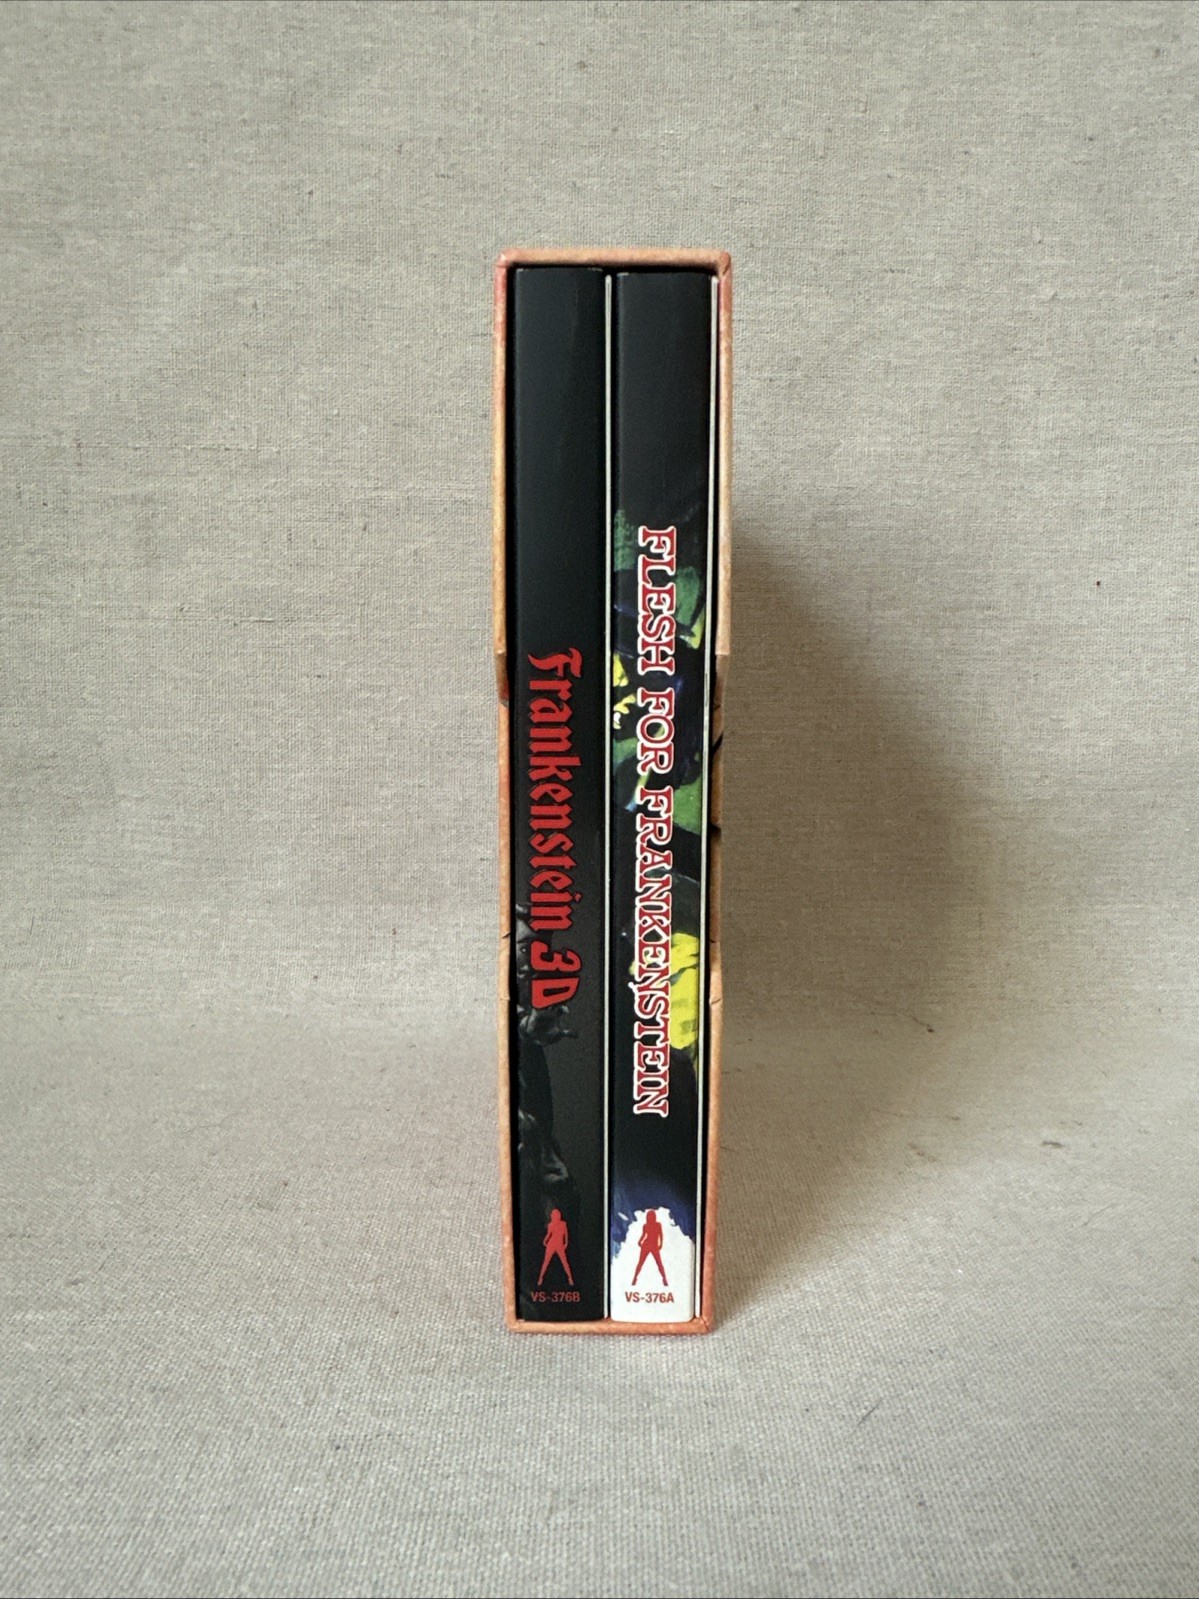 Frankenstein 3D
VS-376B
FLESH FOR FRANKENSTEIN
VS-376A